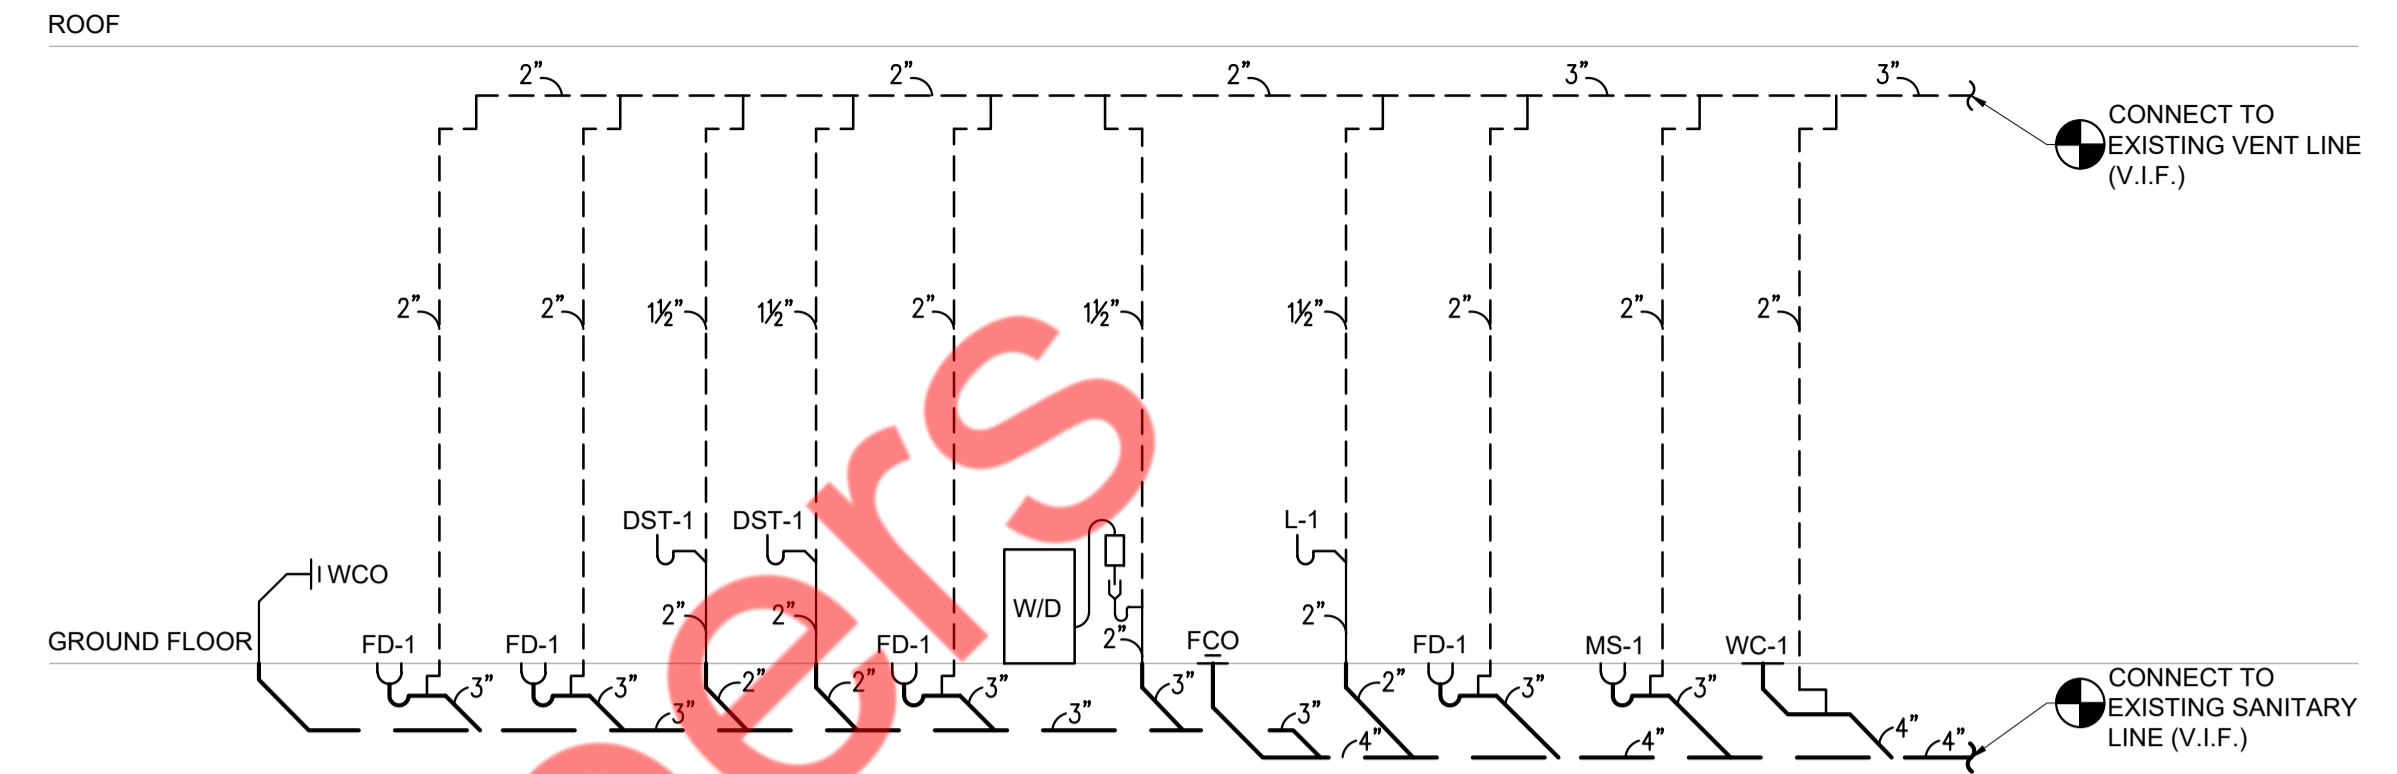 ROOF
2" 2" 2" 3" 3"
CONNECT TO
EXISTING VENT LINE
(V.I.F.)
2" 2" 1½" 1½" 2" 1½" 1½" 2" 2" 2"
DST-1 DST-1 L-1
WCO
W/D
2" 2" 2" 2"
GROUND FLOOR FD-1 FD-1 FD-1 FCO FD-1 MS-1 WC-1
3" 3" 2" 2" 3" 3" 2" 3" 3"
3" 3" 3" 4" 4" 4" 4"
CONNECT TO
EXISTING SANITARY
LINE (V.I.F.)
ers